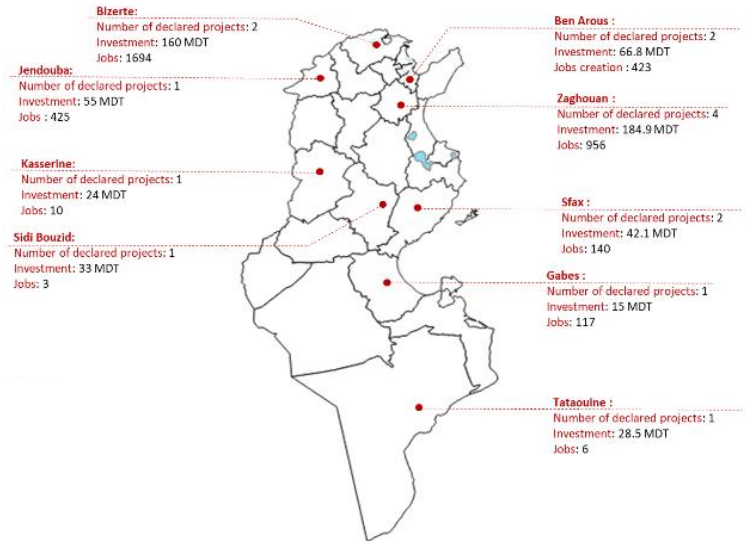 Bizerte:
Number of declared projects: 2
Investment: 160 MDT
Jobs: 1694
Jendouba:
Number of declared projects: 1
Investment: 55 MDT
Jobs : 425
Kasserine:
Number of declared projects: 1
Investment: 24 MDT
Jobs: 10
Sidi Bouzid:
Number of declared projects: 1
Investment: 33 MDT
Jobs: 3
Ben Arous :
Number of declared projects: 2
Investment: 66.8 MDT
Jobs creation : 423
Zaghouan:
Number of declared projects: 4
Investment: 184.9 MDT
Jobs: 956
Sfax :
Number of declared projects: 2
Investment: 42.1 MDT
Jobs: 140
Gabes :
Number of declared projects: 1
Investment: 15 MDT
Jobs: 117
Tataouine :
Number of declared projects: 1
Investment: 28.5 MDT
Jobs: 6